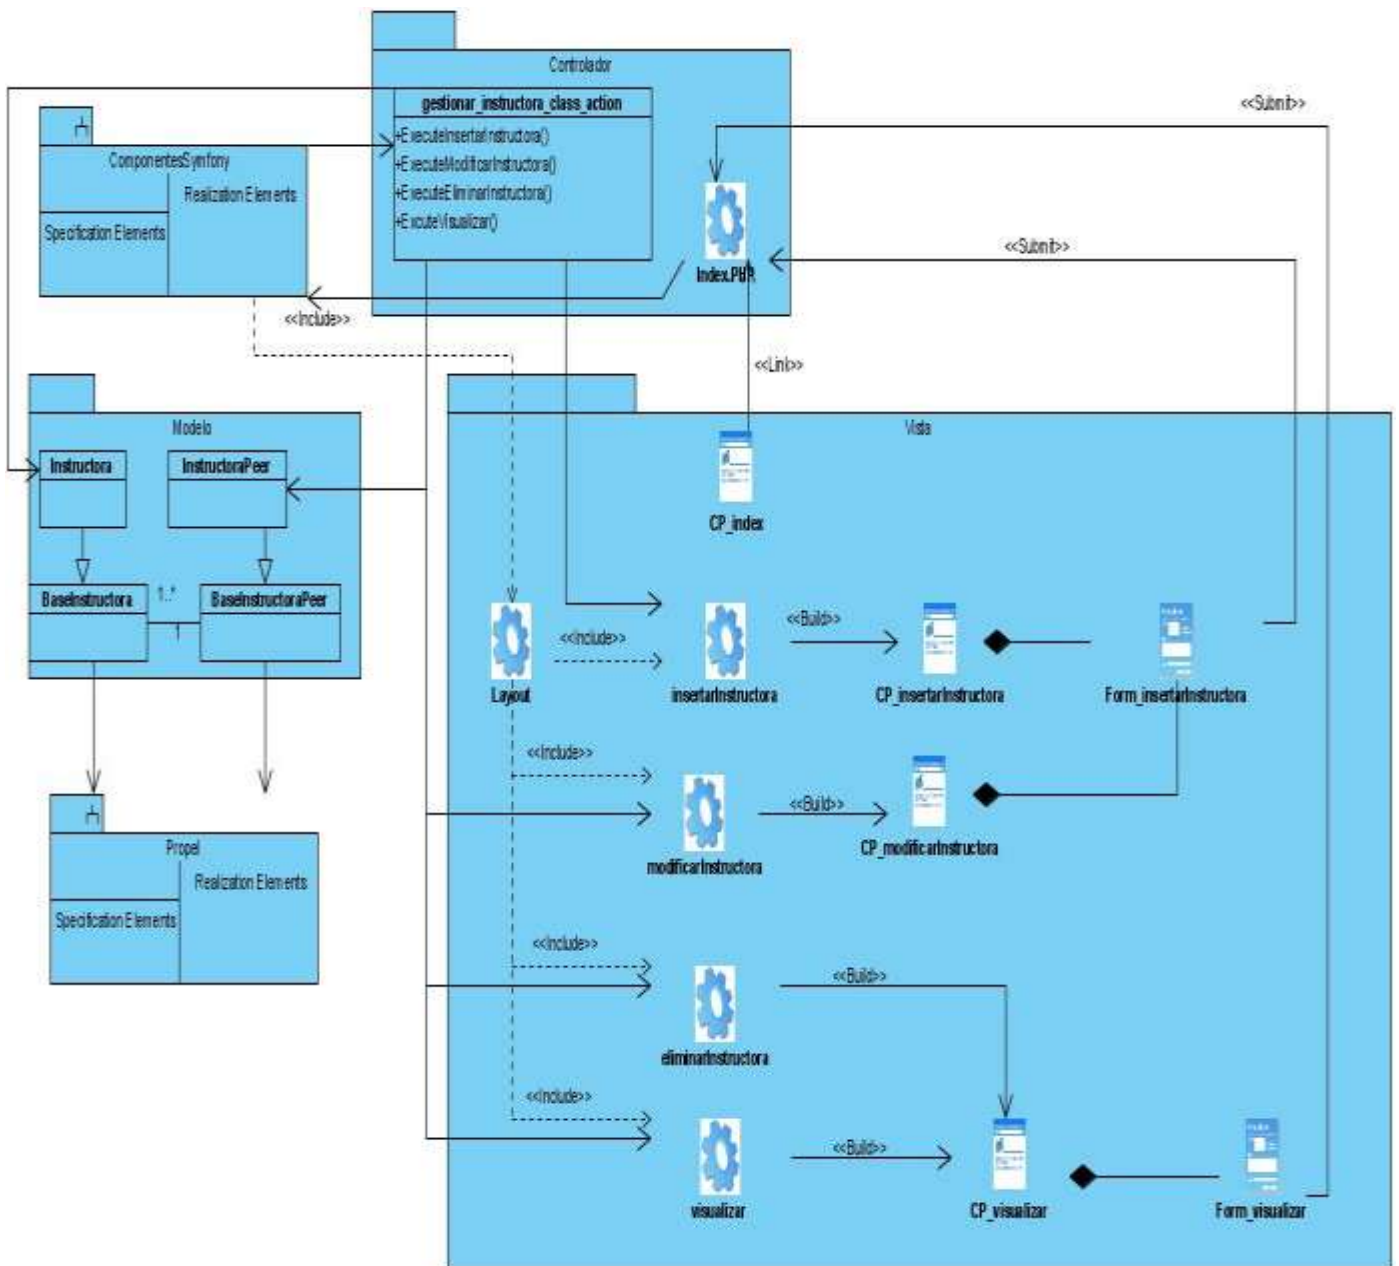 Controlador
gestionar_instructora_class_action
+ExecuteInsertarInstructora()
+ExecuteModificarInstructora()
+ExecuteEliminarInstructora()
+ExcuteVisualizar()
<<Submit>>
ComponentesSymfony
Realization Elements
Specification Elements
Index.PHP
<<Submit>>
<<Include>>
<<Link>>
Modelo
Instructora
InstructoraPeer
BaseInstructora
1..*
1
BaseInstructoraPeer
Vista
CP_index
Layout
<<Include>>
insertarInstructora
<<Build>>
CP_insertarInstructora
Form_insertarInstructora
<<Include>>
modificarInstructora
<<Build>>
CP_modificarInstructora
Propel
Realization Elements
Specification Elements
<<Include>>
eliminarInstructora
<<Build>>
<<Include>>
visualizar
<<Build>>
CP_visualizar
Form_visualizar